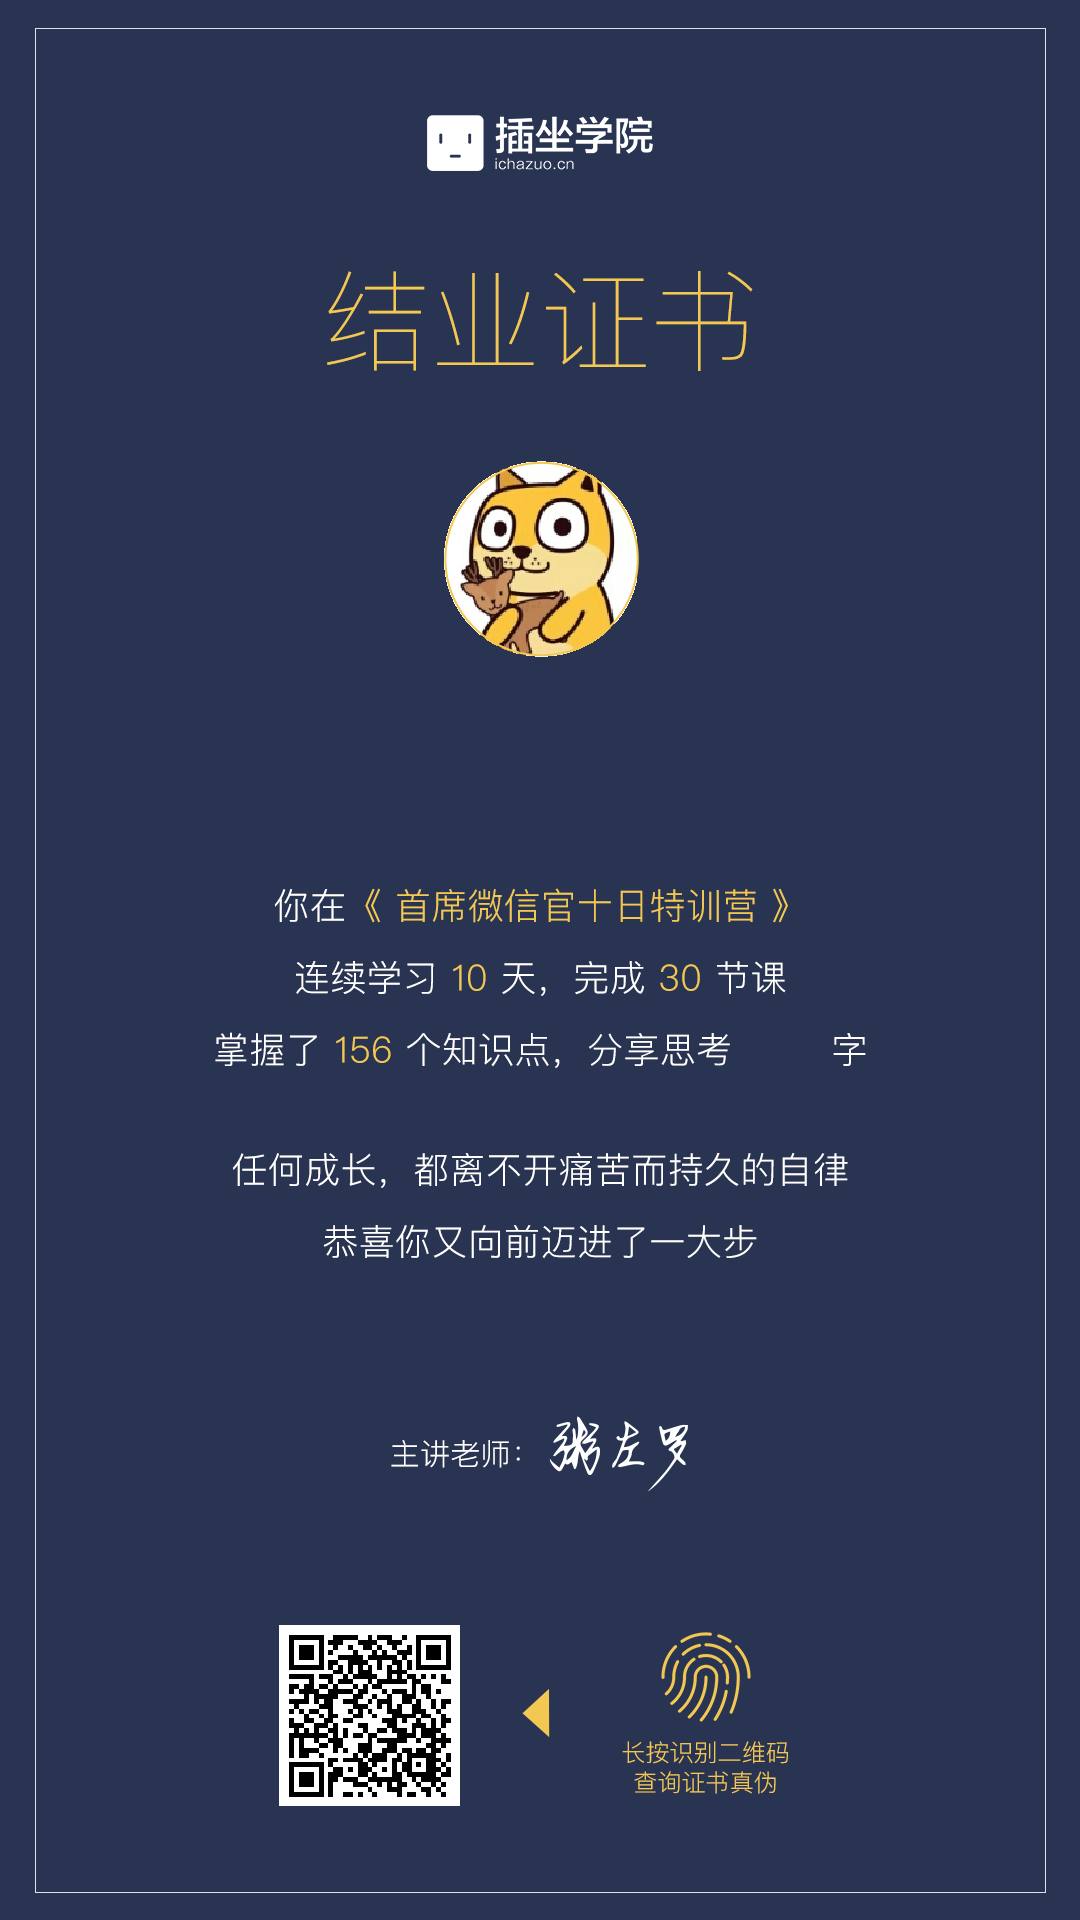 插坐学院
ichazuo.cn
结业证书
你在《 首席微信官十日特训营 》
连续学习 10 天，完成 30 节课
掌握了 156 个知识点，分享思考 字
任何成长，都离不开痛苦而持久的自律
恭喜你又向前迈进了一大步
主讲老师：粥左罗
长按识别二维码
查询证书真伪